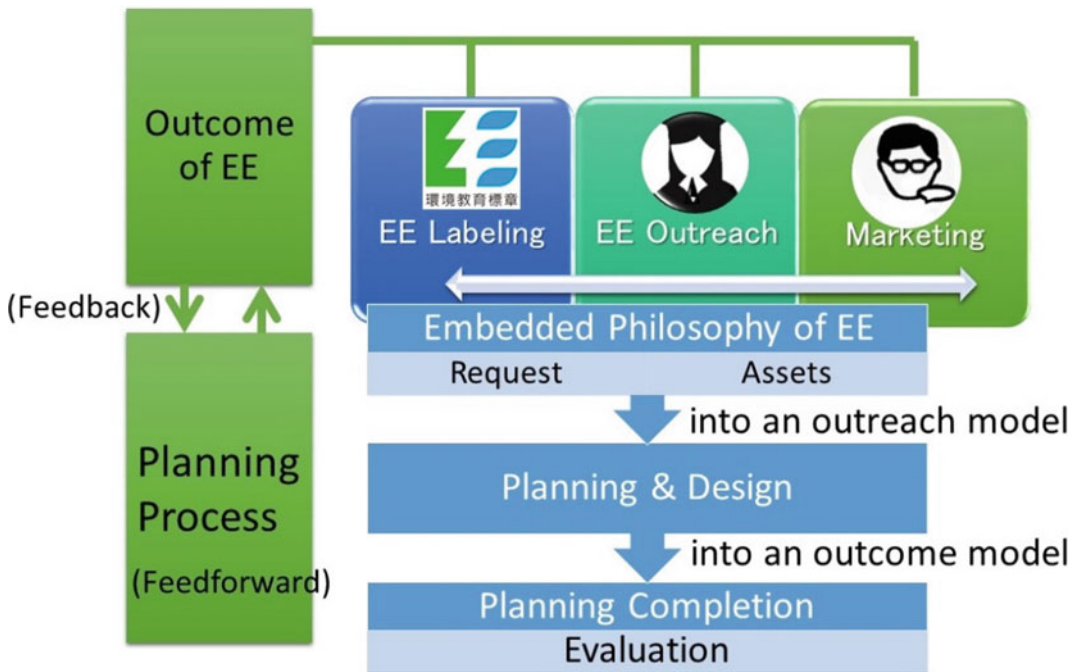 Outcome
of EE
環境教育標章
EE Labeling
EE Outreach
Marketing
(Feedback)
Embedded Philosophy of EE
Request
Assets
into an outreach model
Planning
Process
(Feedforward)
Planning & Design
into an outcome model
Planning Completion
Evaluation